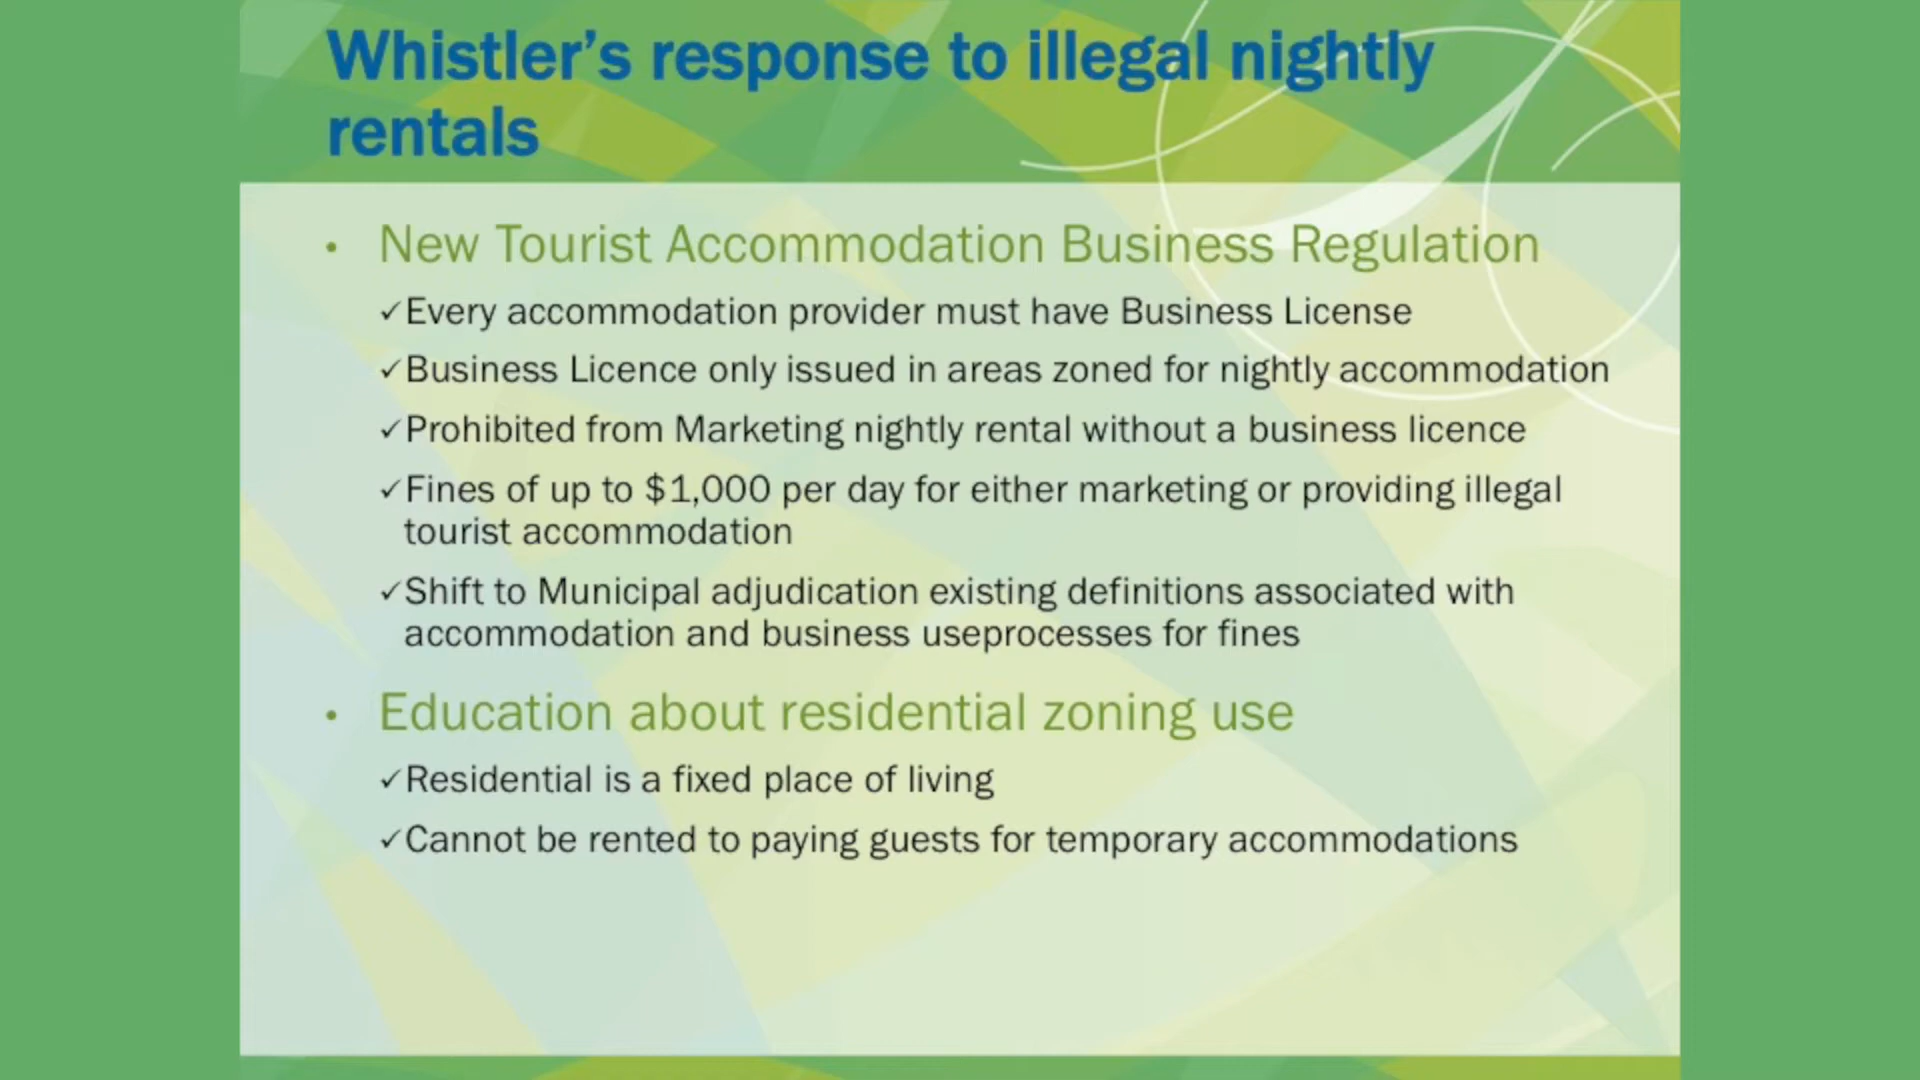 Whistler’s response to illegal nightly
rentals
• New Tourist Accommodation Business Regulation
✓Every accommodation provider must have Business License
✓Business Licence only issued in areas zoned for nightly accommodation
✓Prohibited from Marketing nightly rental without a business licence
✓Fines of up to $1,000 per day for either marketing or providing illegal
tourist accommodation
✓Shift to Municipal adjudication existing definitions associated with
accommodation and business useprocesses for fines
• Education about residential zoning use
✓Residential is a fixed place of living
✓Cannot be rented to paying guests for temporary accommodations